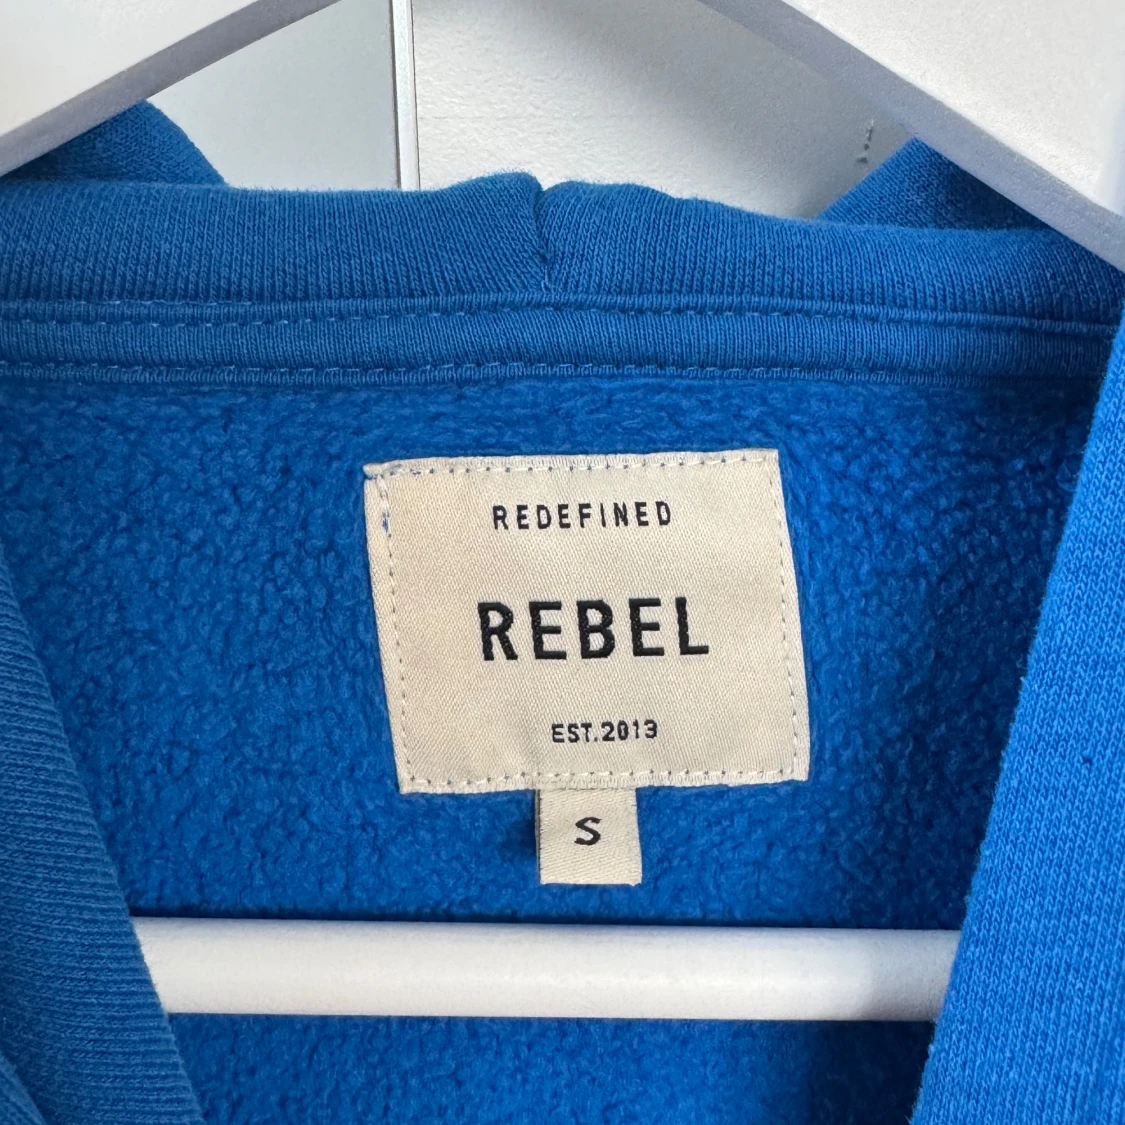 REDEFINED
REBEL
EST.2013
S